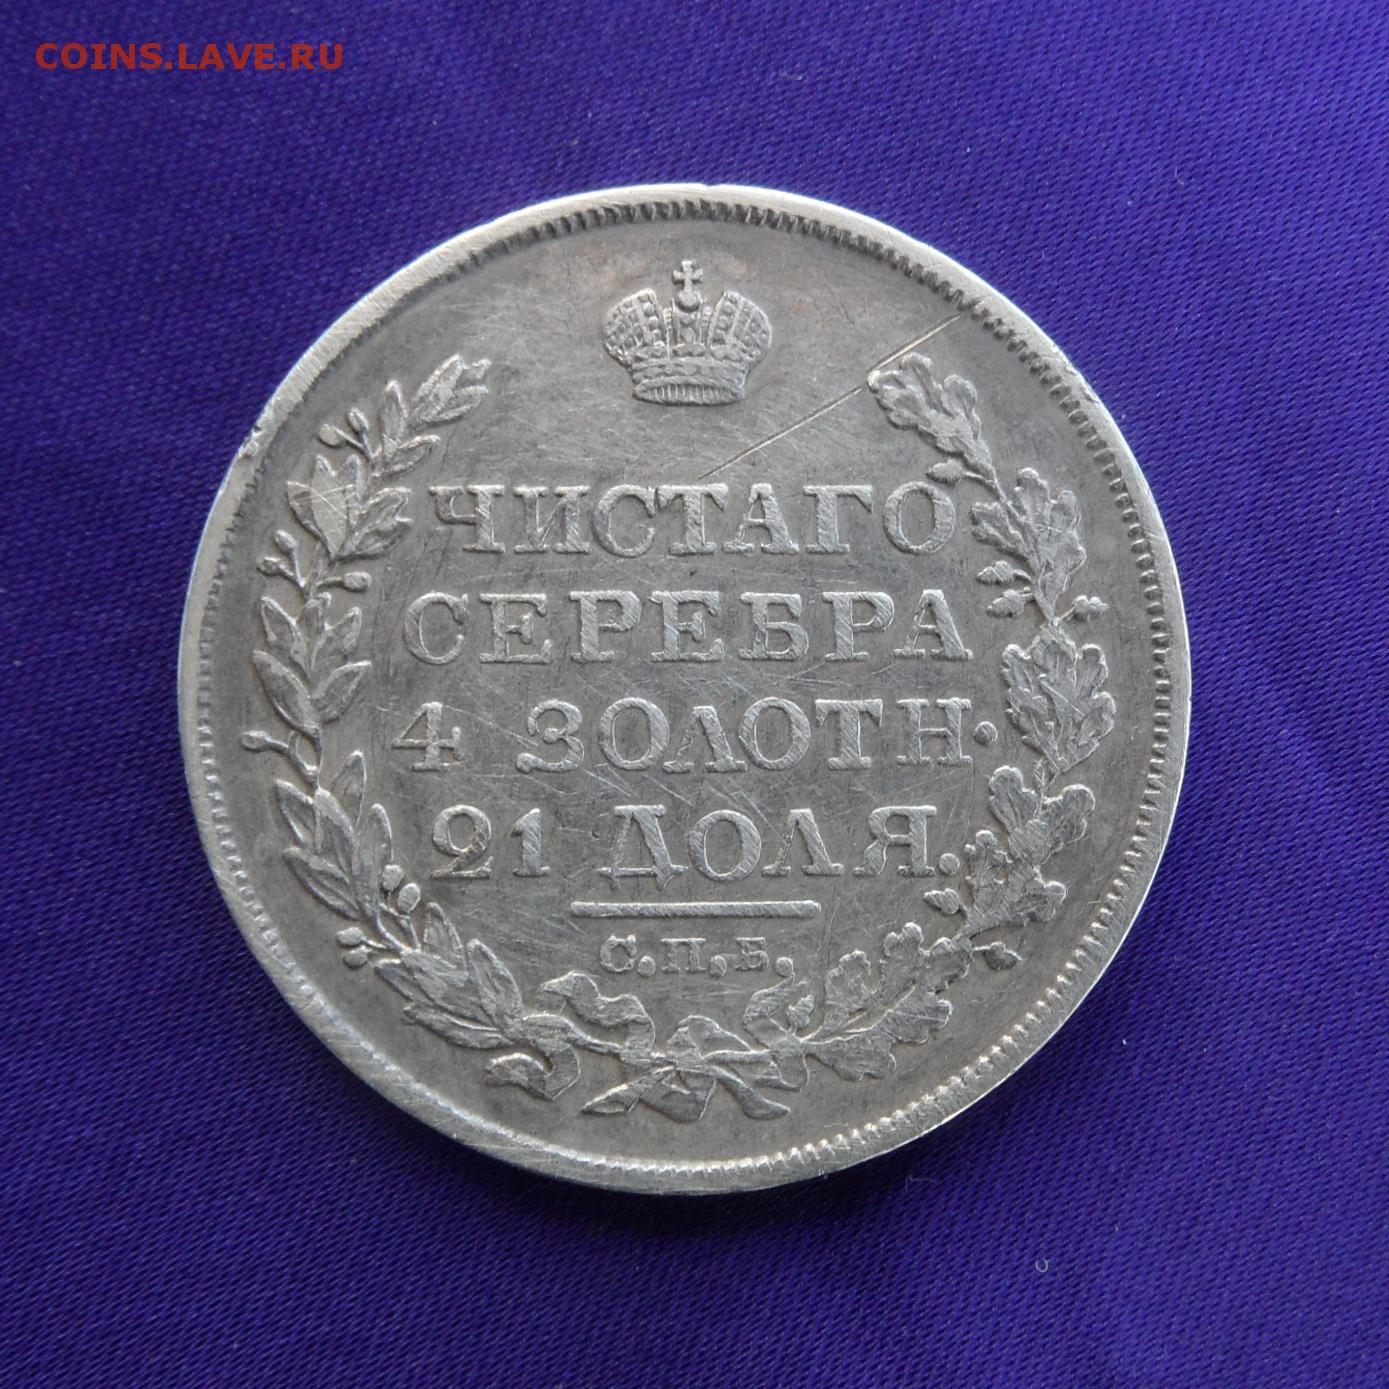 COINS.LAVE.RU
ЧИСТАГО
СЕРЕБРА
4 ЗОЛОТН.
21 ДОЛЯ.
С.П.Б.